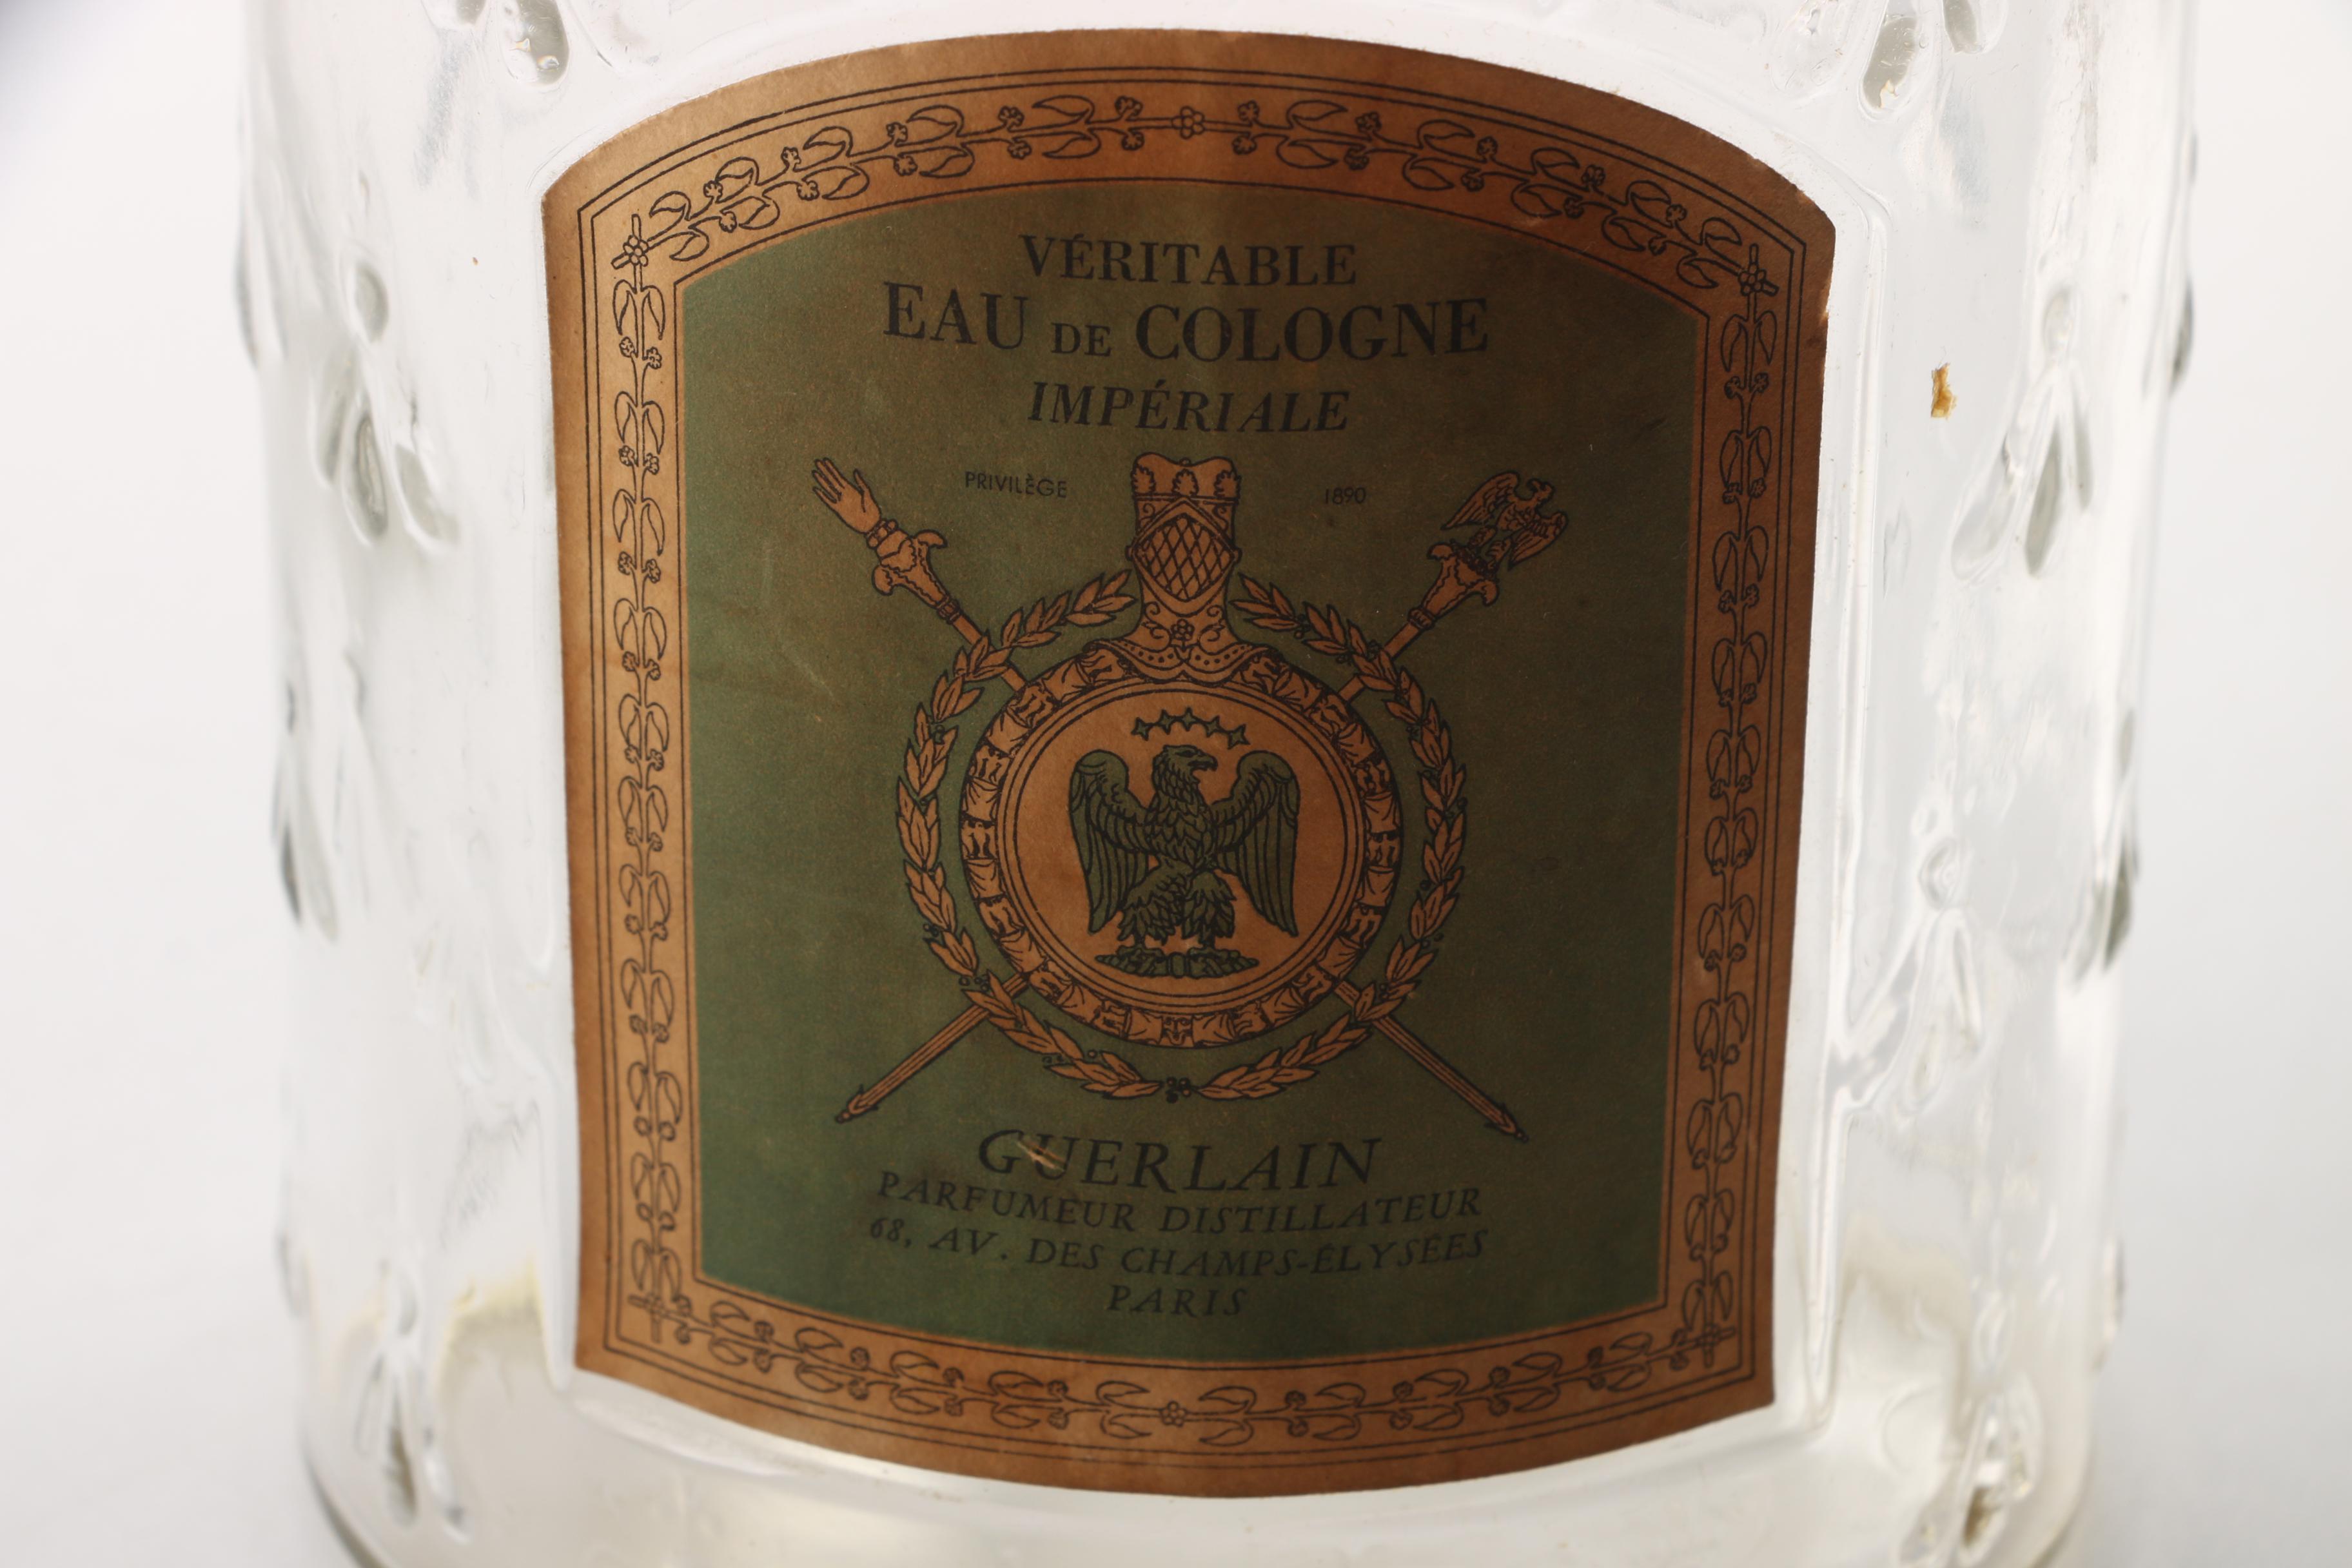 VÉRITABLE
EAU DE COLOGNE
IMPÉRIALE
PRIVILÈGE 1890
GUERLAIN
PARFUMEUR DISTILLATEUR
68, AV. DES CHAMPS-ÉLYSÉES
PARIS